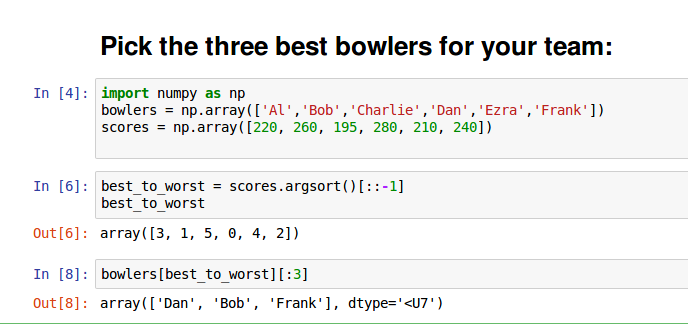 Pick the three best bowlers for your team:
In [4]: import numpy as np
bowlers = np.array(['Al','Bob','Charlie','Dan','Ezra','Frank'])
scores = np.array([220, 260, 195, 280, 210, 240])
In [6]: best_to_worst = scores.argsort()[::-1]
best_to_worst
Out[6]: array([3, 1, 5, 0, 4, 2])
In [8]: bowlers[best_to_worst][:3]
Out[8]: array(['Dan', 'Bob', 'Frank'], dtype='<U7')